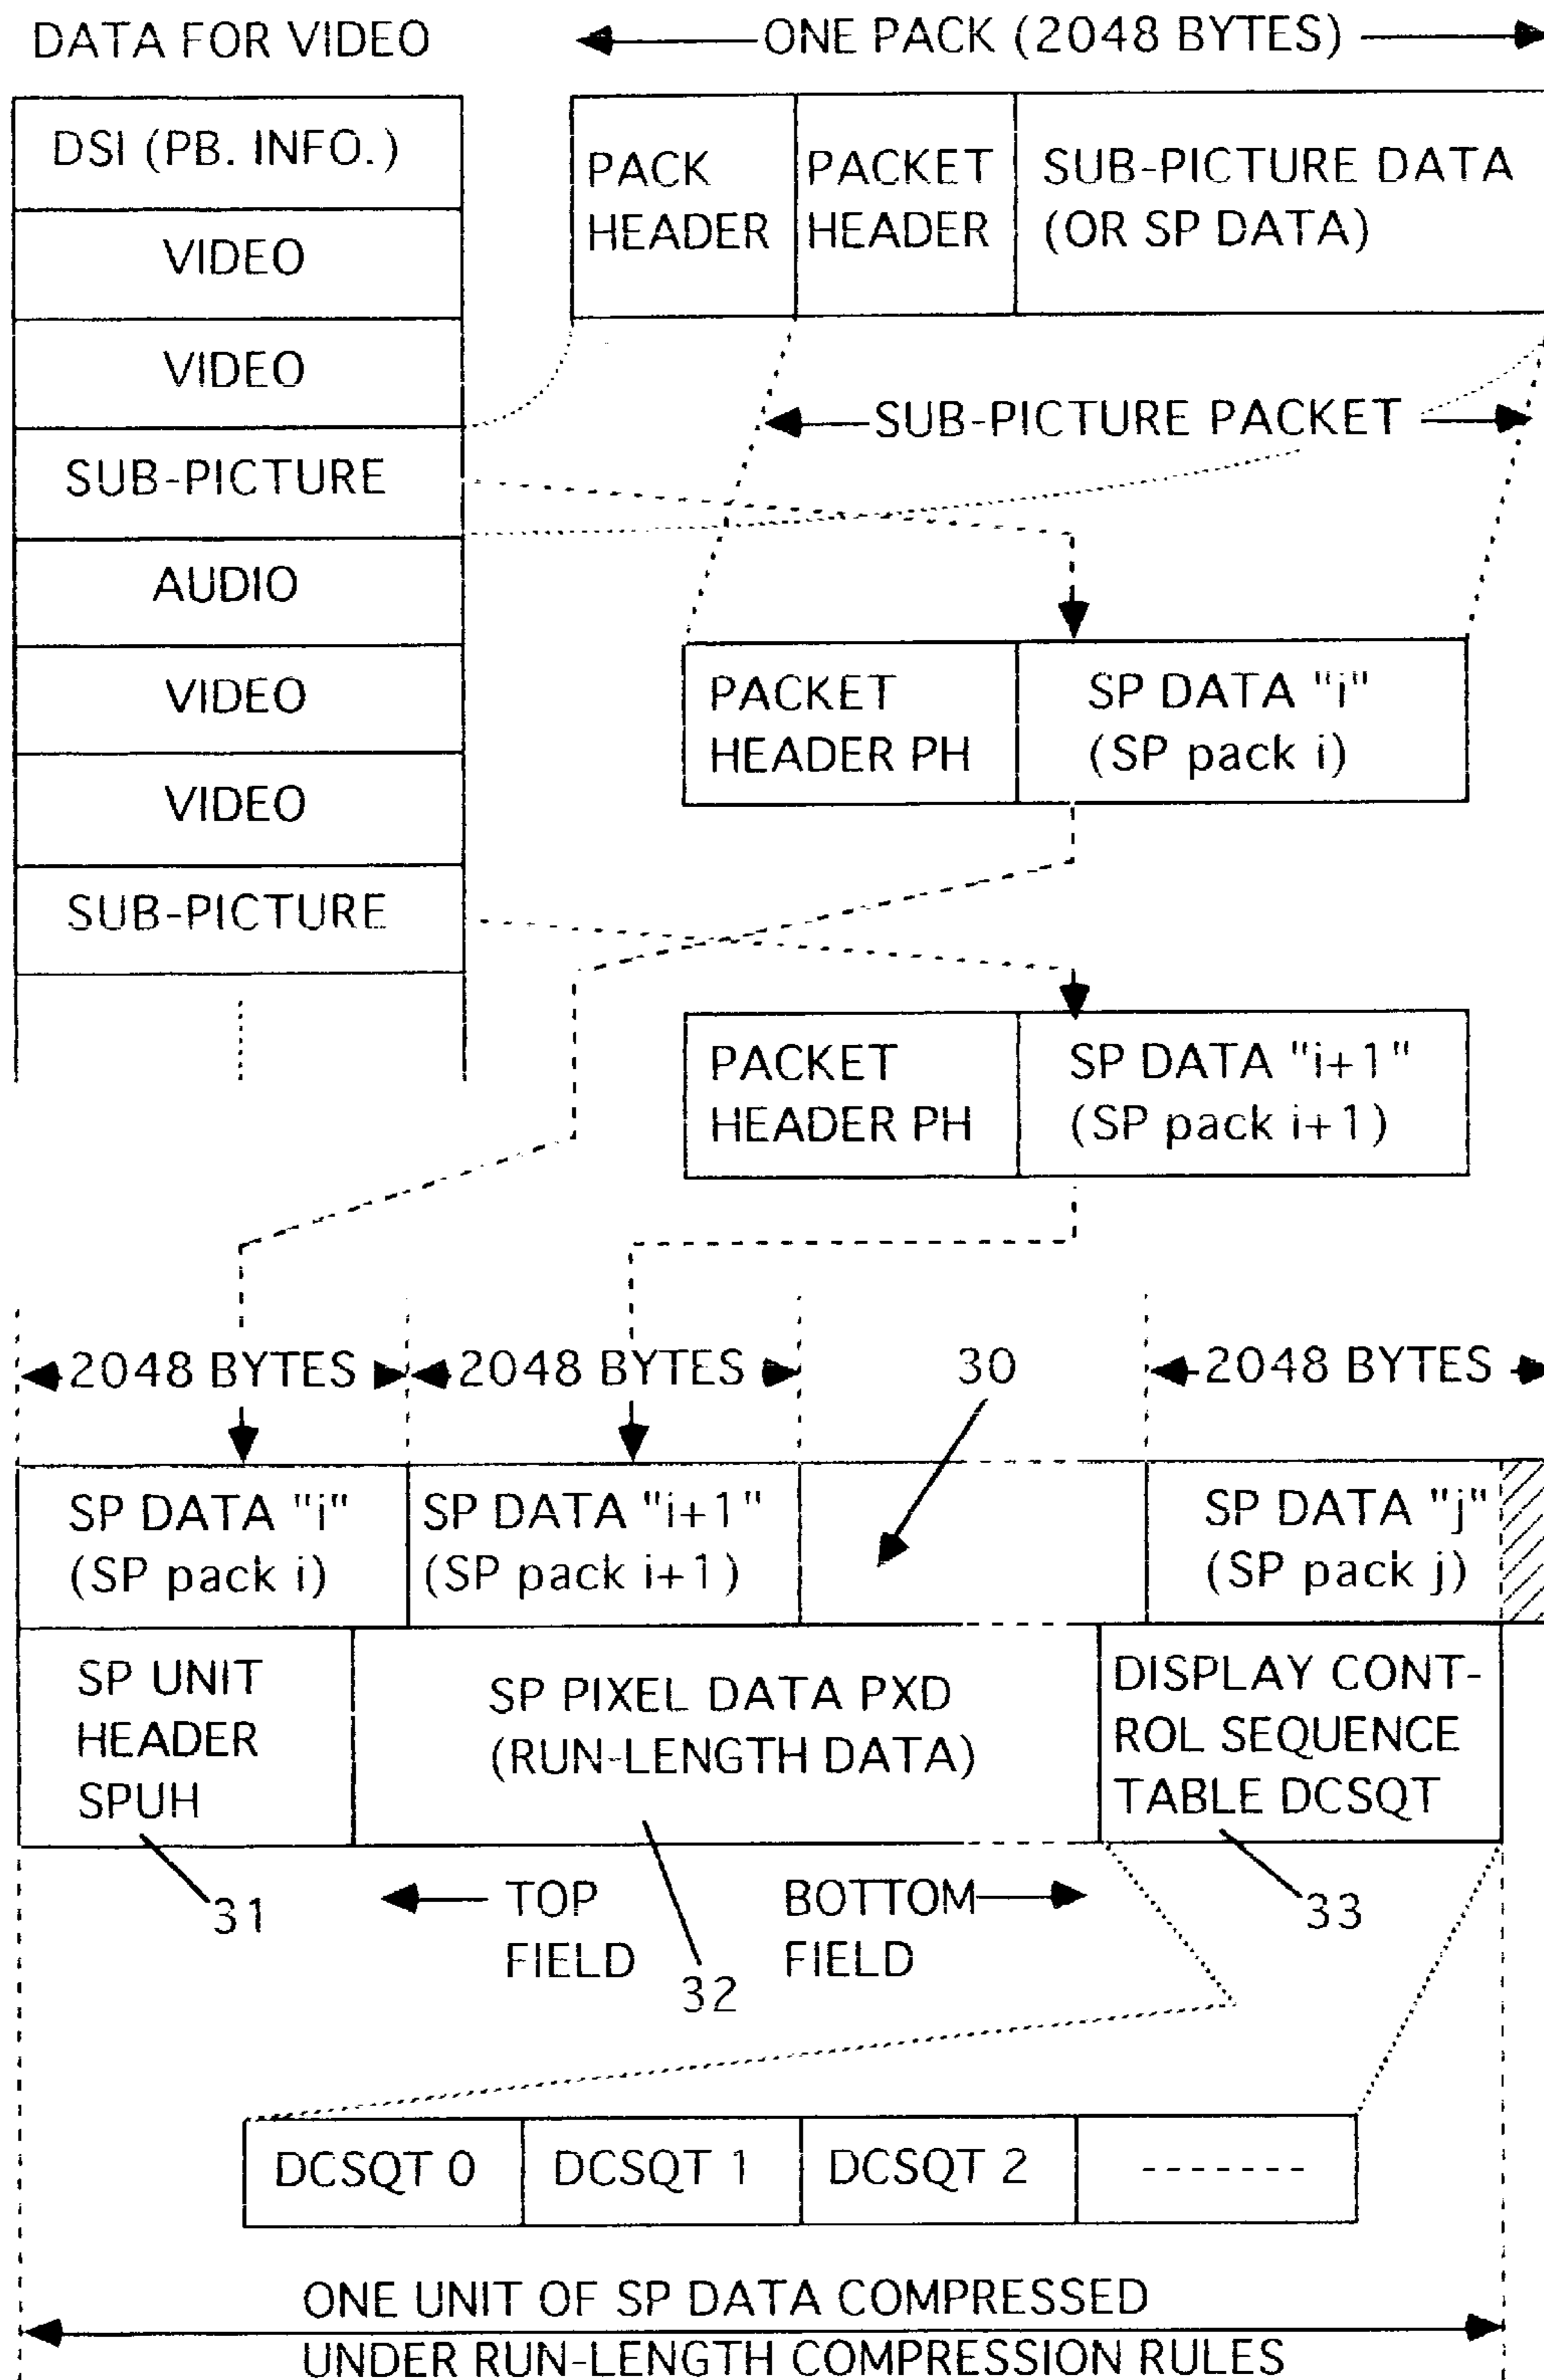 DATA FOR VIDEO
ONE PACK (2048 BYTES)
DSI (PB. INFO.)
VIDEO
VIDEO
SUB-PICTURE
AUDIO
VIDEO
VIDEO
SUB-PICTURE
PACK
HEADER
PACKET
HEADER
SUB-PICTURE DATA
(OR SP DATA)
SUB-PICTURE PACKET
PACKET
HEADER PH
SP DATA "i"
(SP pack i)
PACKET
HEADER PH
SP DATA "i+1"
(SP pack i+1)
2048 BYTES
2048 BYTES
30
2048 BYTES
SP DATA "i"
(SP pack i)
SP DATA "i+1"
(SP pack i+1)
SP DATA "j"
(SP pack j)
SP UNIT
HEADER
SPUH
SP PIXEL DATA PXD
(RUN-LENGTH DATA)
DISPLAY CONT-
ROL SEQUENCE
TABLE DCSQT
31
TOP
FIELD
32
BOTTOM
FIELD
33
DCSQT 0
DCSQT 1
DCSQT 2
ONE UNIT OF SP DATA COMPRESSED
UNDER RUN-LENGTH COMPRESSION RULES